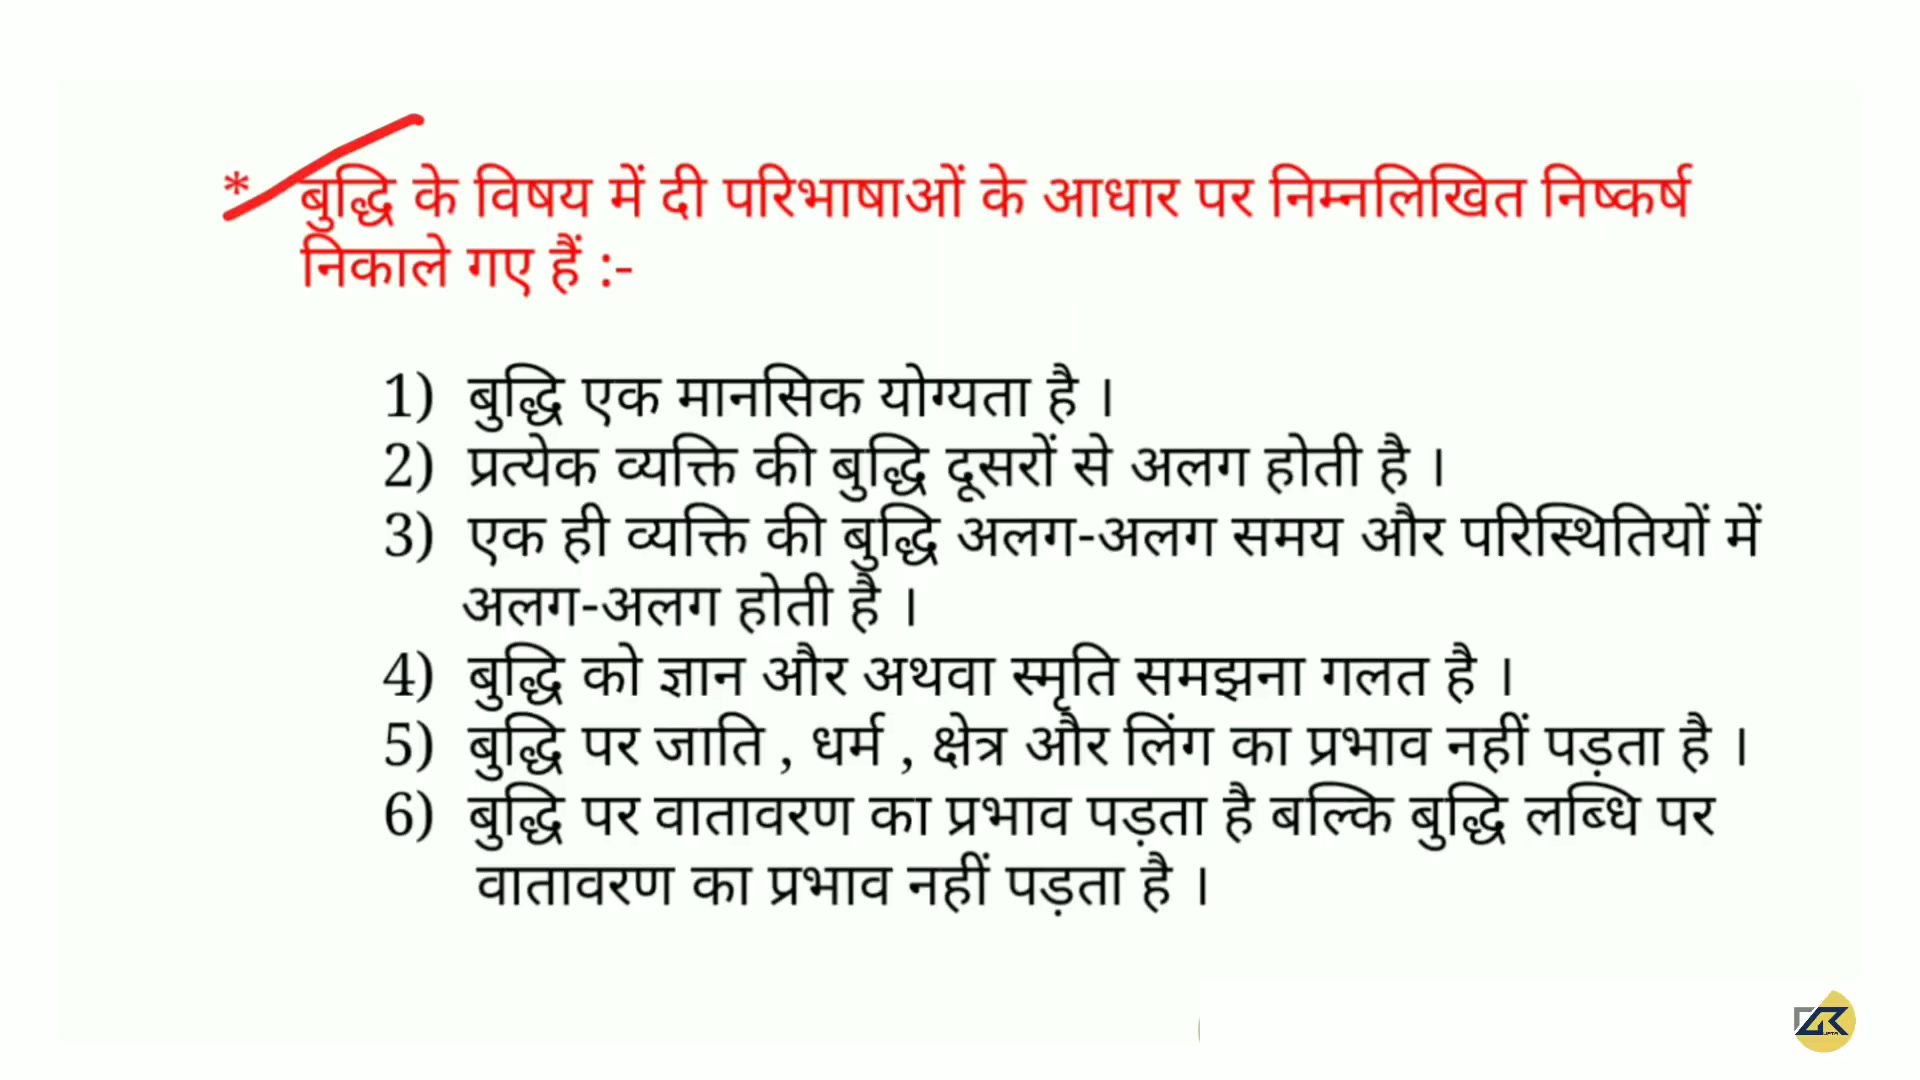 * बुद्धि के विषय में दी परिभाषाओं के आधार पर निम्नलिखित निष्कर्ष
निकाले गए हैं :-
1) बुद्धि एक मानसिक योग्यता है ।
2) प्रत्येक व्यक्ति की बुद्धि दूसरों से अलग होती है ।
3) एक ही व्यक्ति की बुद्धि अलग-अलग समय और परिस्थितियों में
अलग-अलग होती है ।
4) बुद्धि को ज्ञान और अथवा स्मृति समझना गलत है ।
5) बुद्धि पर जाति , धर्म , क्षेत्र और लिंग का प्रभाव नहीं पड़ता है ।
6) बुद्धि पर वातावरण का प्रभाव पड़ता है बल्कि बुद्धि लब्धि पर
वातावरण का प्रभाव नहीं पड़ता है ।